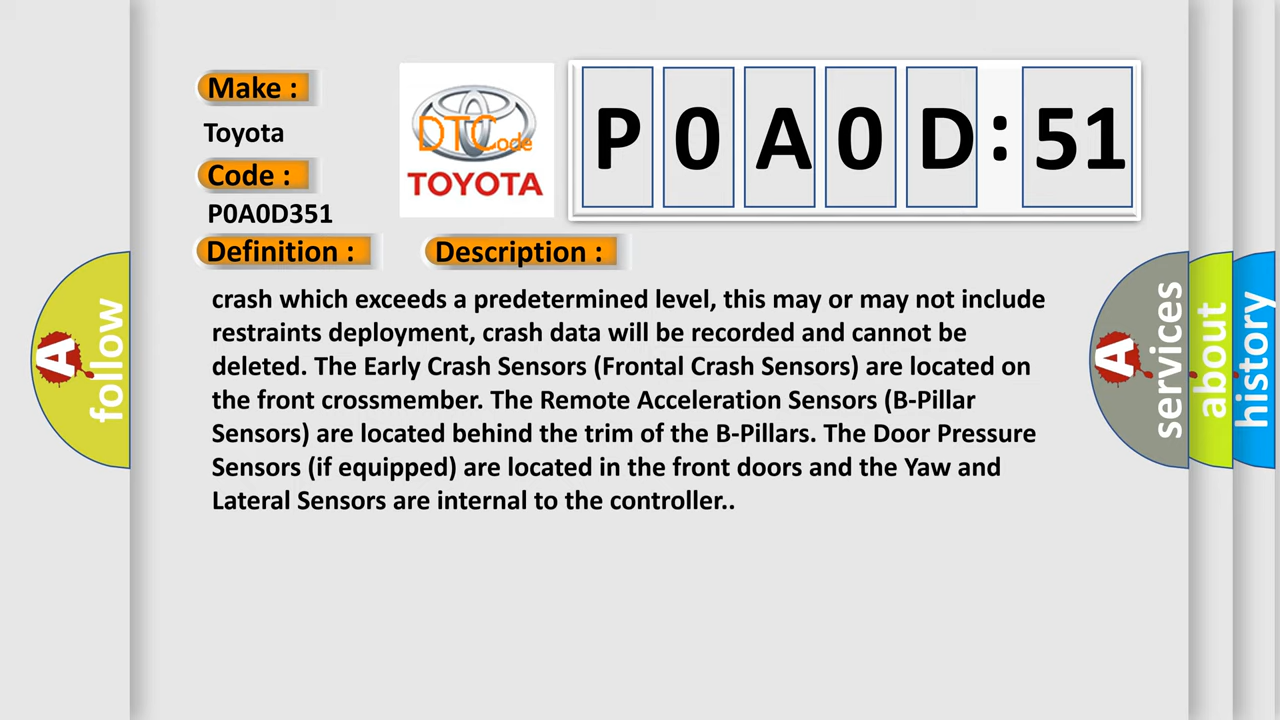 Make :
Toyota
Code :
P0A0D351
Definition :
Description :
DTCode
TOYOTA
P0A0D:51
crash which exceeds a predetermined level, this may or may not include
restraints deployment, crash data will be recorded and cannot be
deleted. The Early Crash Sensors (Frontal Crash Sensors) are located on
the front crossmember. The Remote Acceleration Sensors (B-Pillar
Sensors) are located behind the trim of the B-Pillars. The Door Pressure
Sensors (if equipped) are located in the front doors and the Yaw and
Lateral Sensors are internal to the controller..
A
follow
A
services
about
history